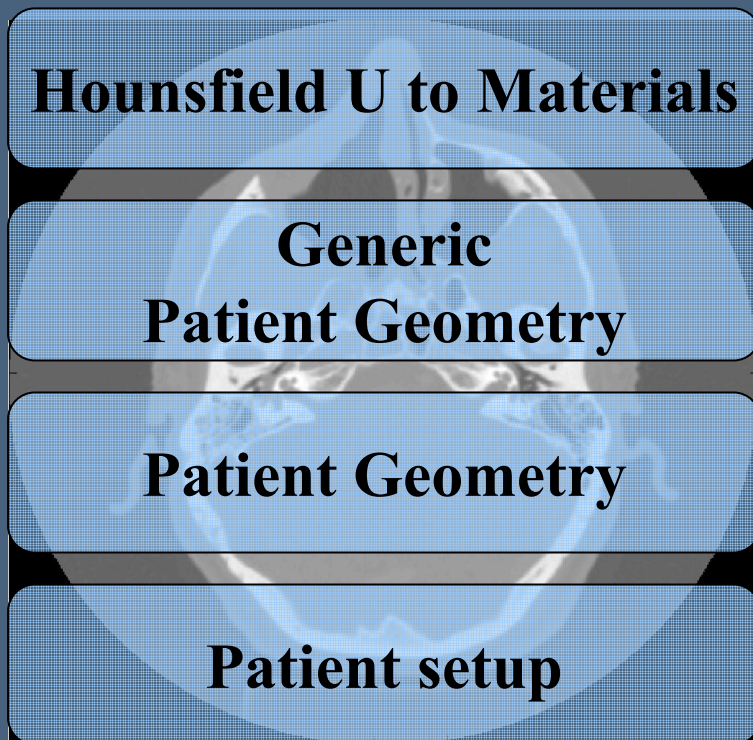 Hounsfield U to Materials
Generic
Patient Geometry
Patient Geometry
Patient setup